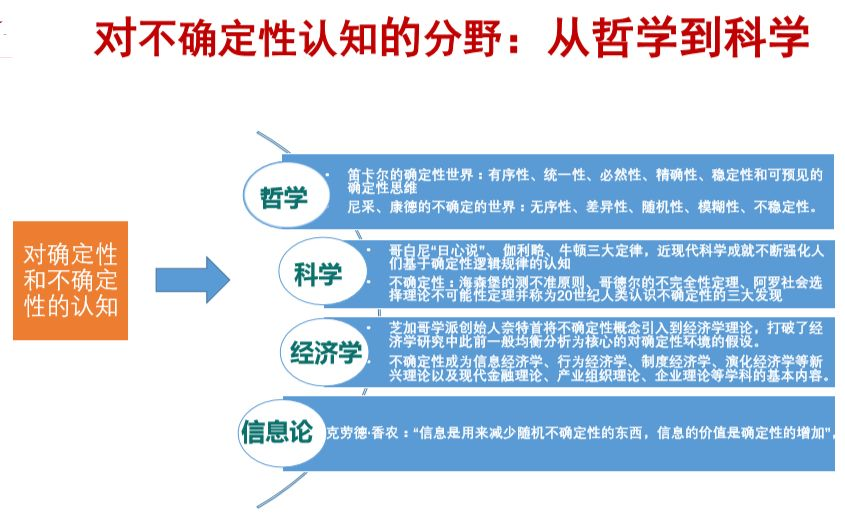 对不确定性认知的分野：从哲学到科学
对确定性
和不确定
性的认知
哲学
• 笛卡尔的确定性世界：有序性、统一性、必然性、精确性、稳定性和可预见的
确定性思维
尼采、康德的不确定的世界：无序性、差异性、随机性、模糊性、不稳定性。
科学
• 哥白尼“日心说”、 伽利略、牛顿三大定律，近现代科学成就不断强化人
们基于确定性逻辑规律的认知
• 不确定性：海森堡的测不准原则、哥德尔的不完全性定理、阿罗社会选
择理论不可能性定理并称为20世纪人类认识不确定性的三大发现
经济学
• 芝加哥学派创始人奈特首将不确定性概念引入到经济学理论，打破了经
济学研究中此前一般均衡分析为核心的对确定性环境的假设。
• 不确定性成为信息经济学、行为经济学、制度经济学、演化经济学等新
兴理论以及现代金融理论、产业组织理论、企业理论等学科的基本内容。
信息论
克劳德·香农：“信息是用来减少随机不确定性的东西，信息的价值是确定性的增加”，